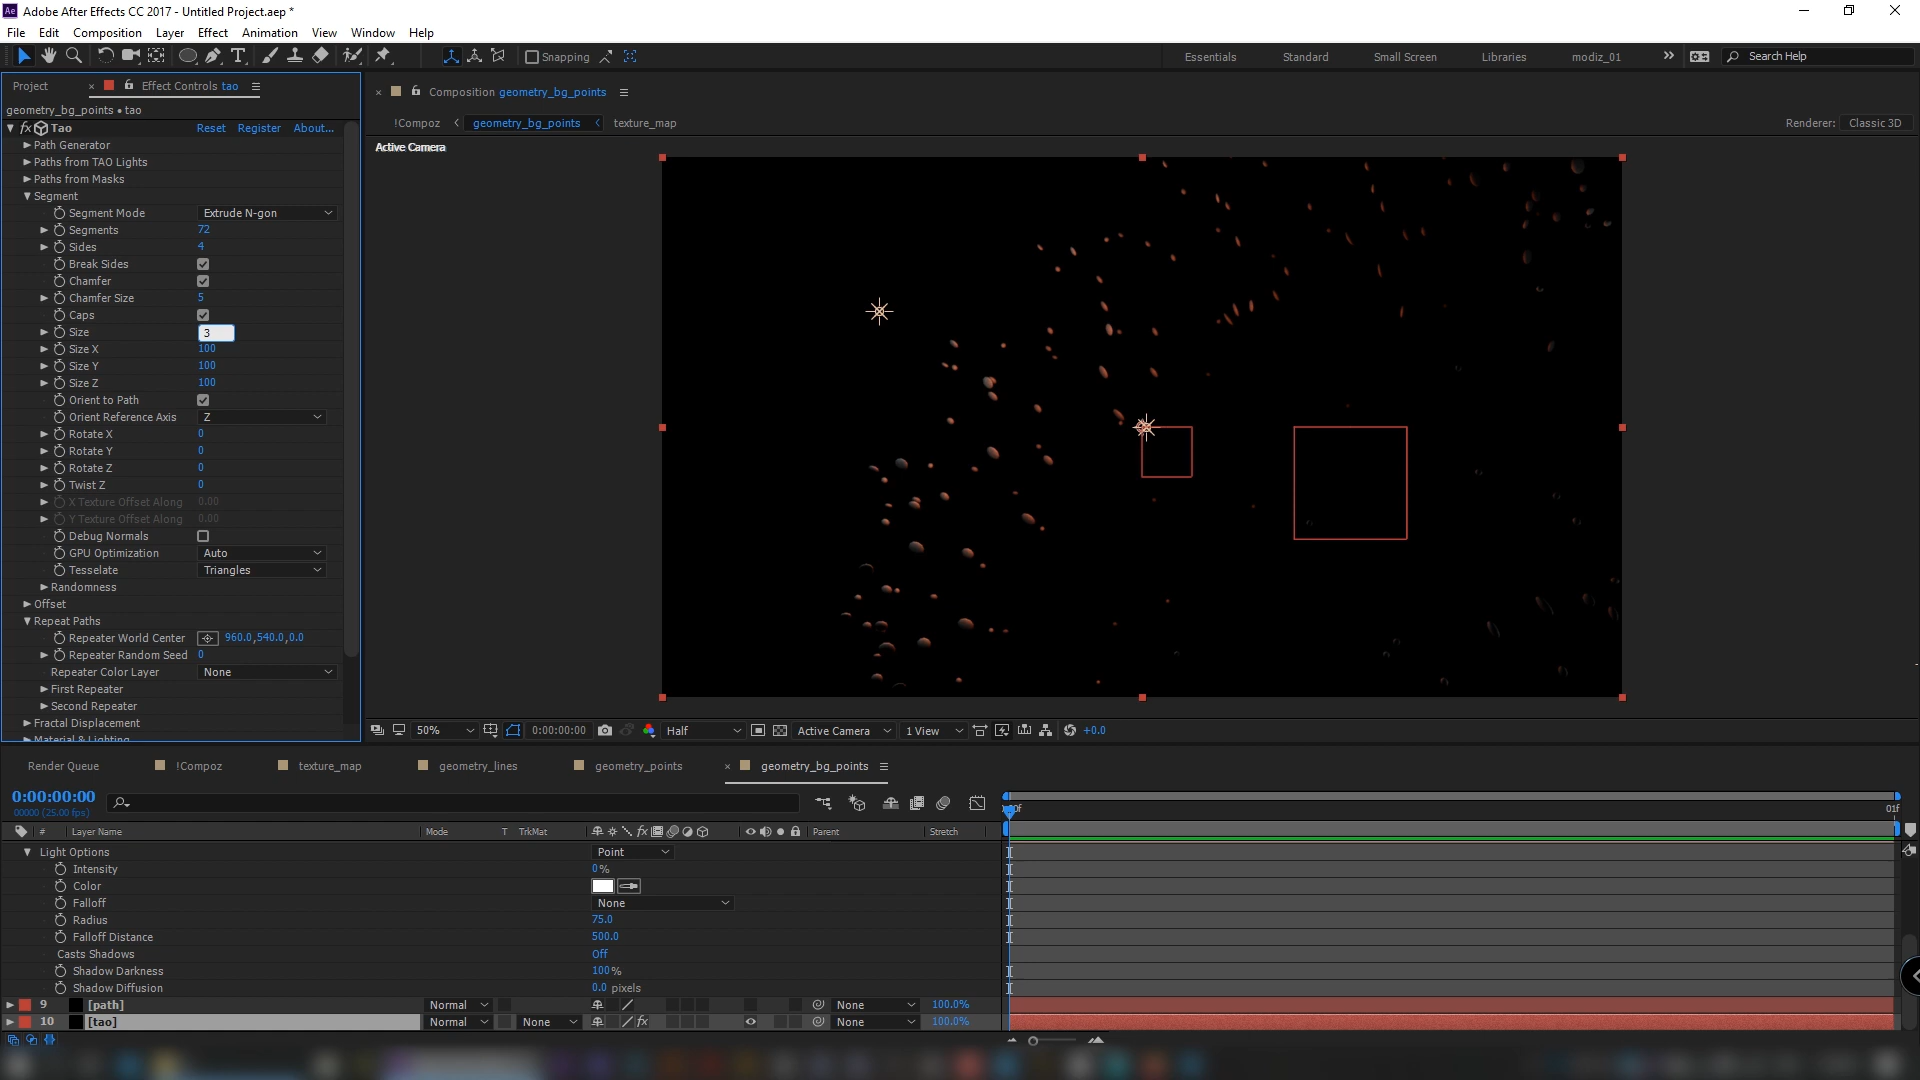 Adobe After Effects CC 2017 - Untitled Project.aep *
File Edit Composition Layer Effect Animation View Window Help
Snapping Essentials Standard Small Screen Libraries modiz_01 Search Help
Project Effect Controls tao
geometry_bg_points • tao
Composition geometry_bg_points
!Compoz geometry_bg_points texture_map Renderer: Classic 3D
Active Camera
fx Tao Reset Register About...
Path Generator
Paths from TAO Lights
Paths from Masks
Segment
Segment Mode Extrude N-gon
Segments 72
Sides 4
Break Sides
Chamfer
Chamfer Size 5
Caps
Size 3
Size X 100
Size Y 100
Size Z 100
Orient to Path
Orient Reference Axis Z
Rotate X 0
Rotate Y 0
Rotate Z 0
Twist Z 0
X Texture Offset Along 0.00
Y Texture Offset Along 0.00
Debug Normals
GPU Optimization Auto
Tesselate Triangles
Randomness
Offset
Repeat Paths
Repeater World Center 960.0,540.0,0.0
Repeater Random Seed 0
Repeater Color Layer None
First Repeater
Second Repeater
Fractal Displacement
Material & Lighting
50% 0:00:00:00 Half Active Camera 1 View +0.0
Render Queue !Compoz texture_map geometry_lines geometry_points geometry_bg_points
0:00:00:00
00000 (25.00 fps)
01f
# Layer Name Mode T TrkMat fx Parent Stretch
Light Options Point
Intensity 0%
Color
Falloff None
Radius 75.0
Falloff Distance 500.0
Casts Shadows Off
Shadow Darkness 100%
Shadow Diffusion 0.0 pixels
9 [path] Normal None 100.0%
10 [tao] Normal None fx None 100.0%